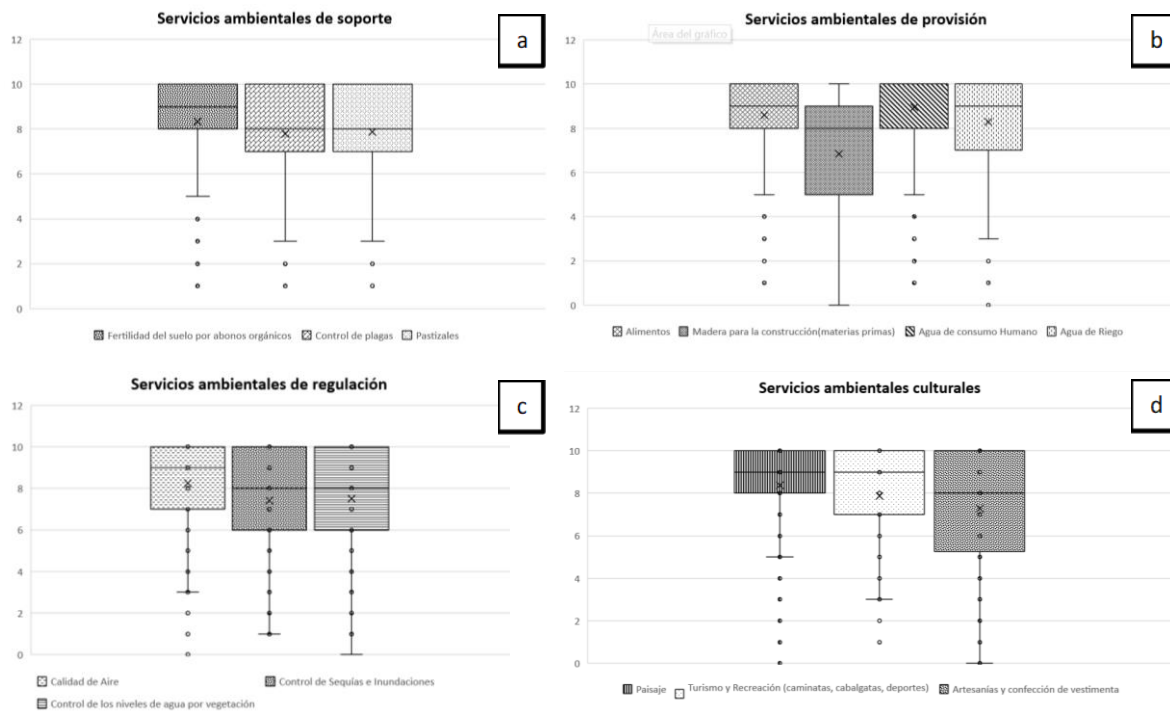 Servicios ambientales de soporte
a
12
10
8
6
4
2
0
Fertilidad del suelo por abonos orgánicos Control de plagas Pastizales
Servicios ambientales de provisión
Área del gráfico
b
12
10
8
6
4
2
0
Alimentos Madera para la construcción(materias primas) Agua de consumo Humano Agua de Riego
Servicios ambientales de regulación
c
12
10
8
6
4
2
0
Calidad de Aire Control de Sequías e Inundaciones
Control de los niveles de agua por vegetación
Servicios ambientales culturales
d
12
10
8
6
4
2
0
Paisaje Turismo y Recreación (caminatas, cabalgatas, deportes) Artesanías y confección de vestimenta